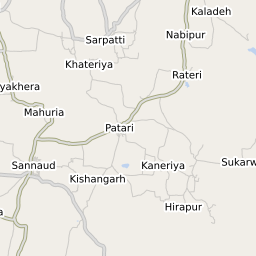 Kaladeh
Nabipur
Sarpatti
Khateriya
Rateri
yakhera
Mahuria
Patari
Sannaud
Kaneriya
Sukarw
Kishangarh
Hirapur
a